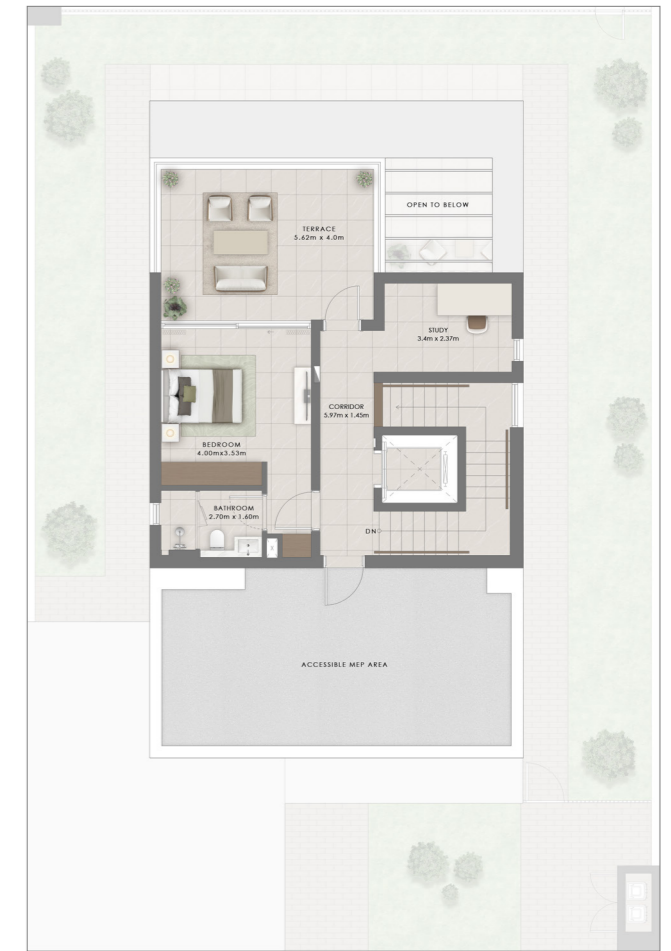 OPEN TO BELOW
TERRACE
5.62m x 4.0m
STUDY
3.4m x 2.37m
CORRIDOR
5.97m x 1.45m
BEDROOM
4.00mx3.53m
BATHROOM
2.70m x 1.60m
DN
ACCESSIBLE MEP AREA